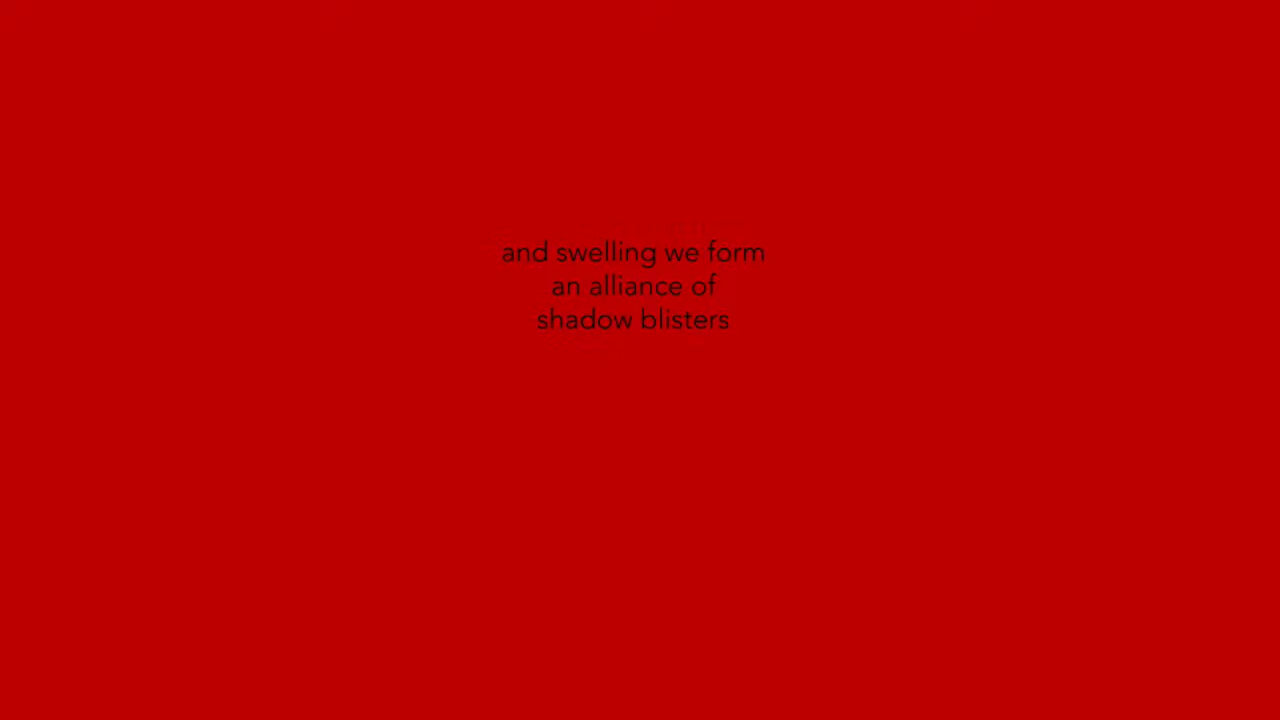 and swelling we form
an alliance of
shadow blisters